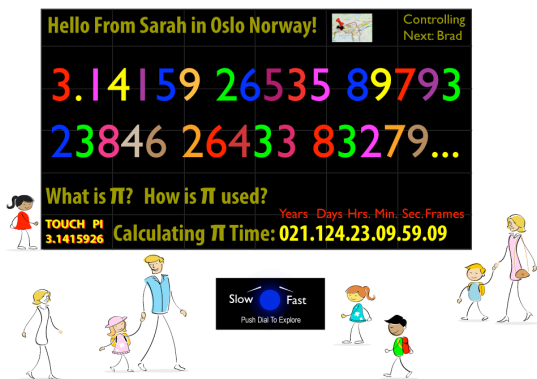 Hello From Sarah in Oslo Norway!
Controlling
Next: Brad
3.14159 26535 89793
23846 26433 83279...
What is π? How is π used?
Years Days Hrs. Min. Sec. Frames
TOUCH PI
3.1415926
Calculating π Time: 021.124.23.09.59.09
Slow Fast
Push Dial To Explore